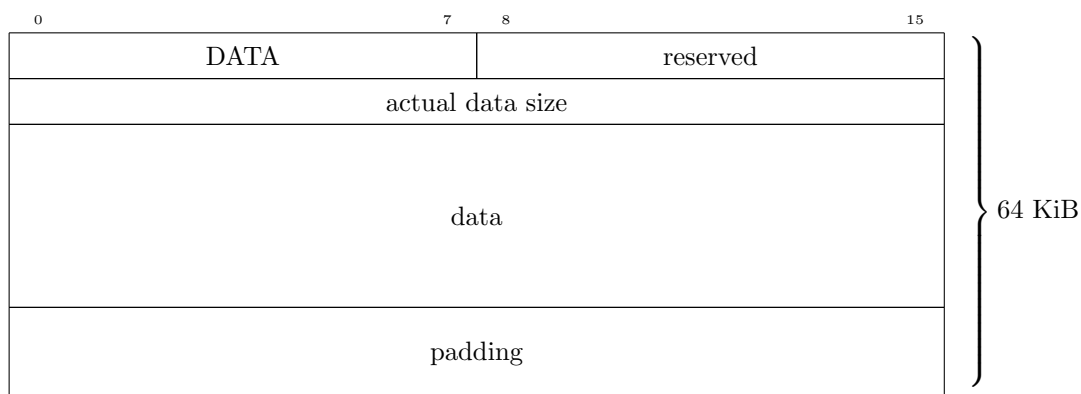 0 7 8 15
DATA reserved
actual data size
data
64 KiB
padding